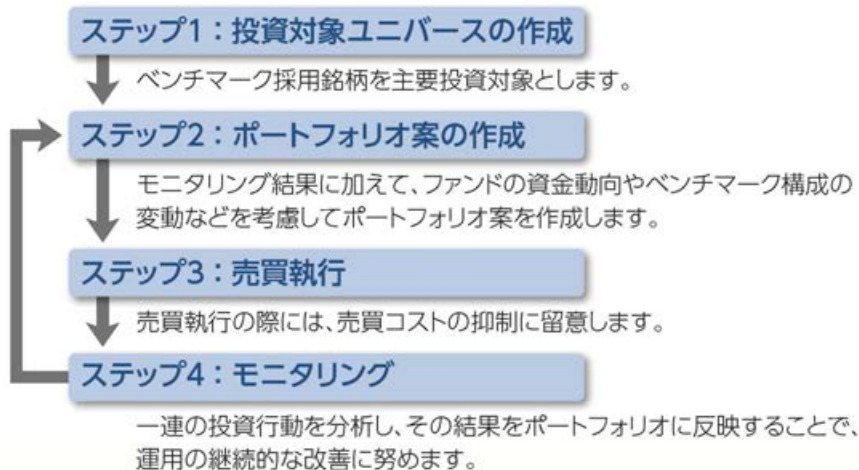 ステップ1：投資対象ユニバースの作成
ベンチマーク採用銘柄を主要投資対象とします。
ステップ2：ポートフォリオ案の作成
モニタリング結果に加えて、ファンドの資金動向やベンチマーク構成の
変動などを考慮してポートフォリオ案を作成します。
ステップ3：売買執行
売買執行の際には、売買コストの抑制に留意します。
ステップ4：モニタリング
一連の投資行動を分析し、その結果をポートフォリオに反映することで、
運用の継続的な改善に努めます。